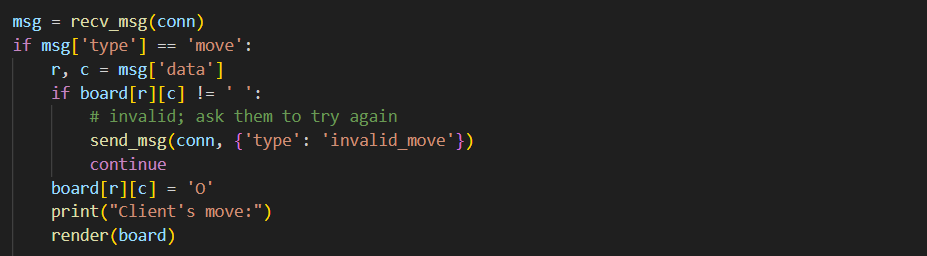 msg = recv_msg(conn)
if msg['type'] == 'move':
    r, c = msg['data']
    if board[r][c] != ' ':
        # invalid; ask them to try again
        send_msg(conn, {'type': 'invalid_move'})
        continue
    board[r][c] = 'O'
    print("Client's move:")
    render(board)